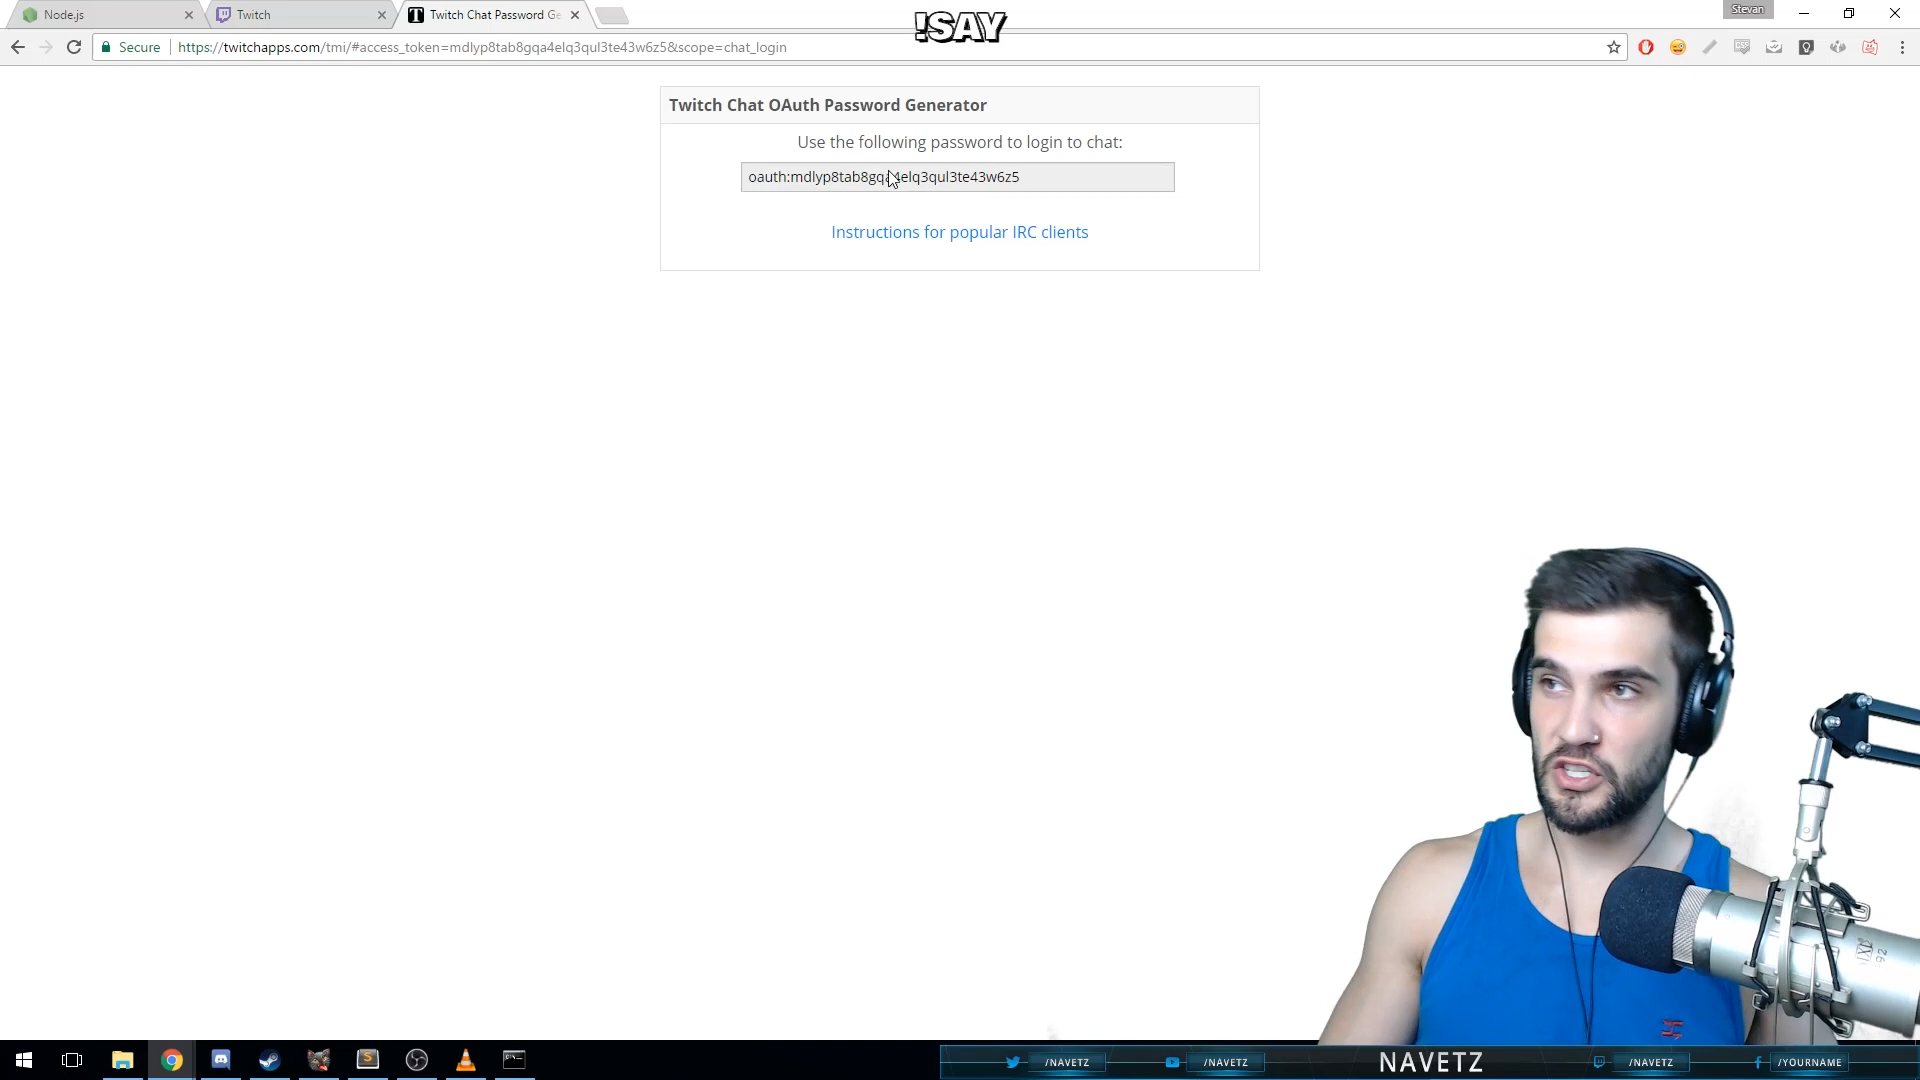 Node.js
Twitch
Twitch Chat Password Ge
!SAY
Stevan
Secure
https://twitchapps.com/tmi/#access_token=mdlyp8tab8gqa4elq3qul3te43w6z5&scope=chat_login
Twitch Chat OAuth Password Generator
Use the following password to login to chat:
oauth:mdlyp8tab8gqa4elq3qul3te43w6z5
Instructions for popular IRC clients
/NAVETZ
/NAVETZ
NAVETZ
/NAVETZ
/YOURNAME